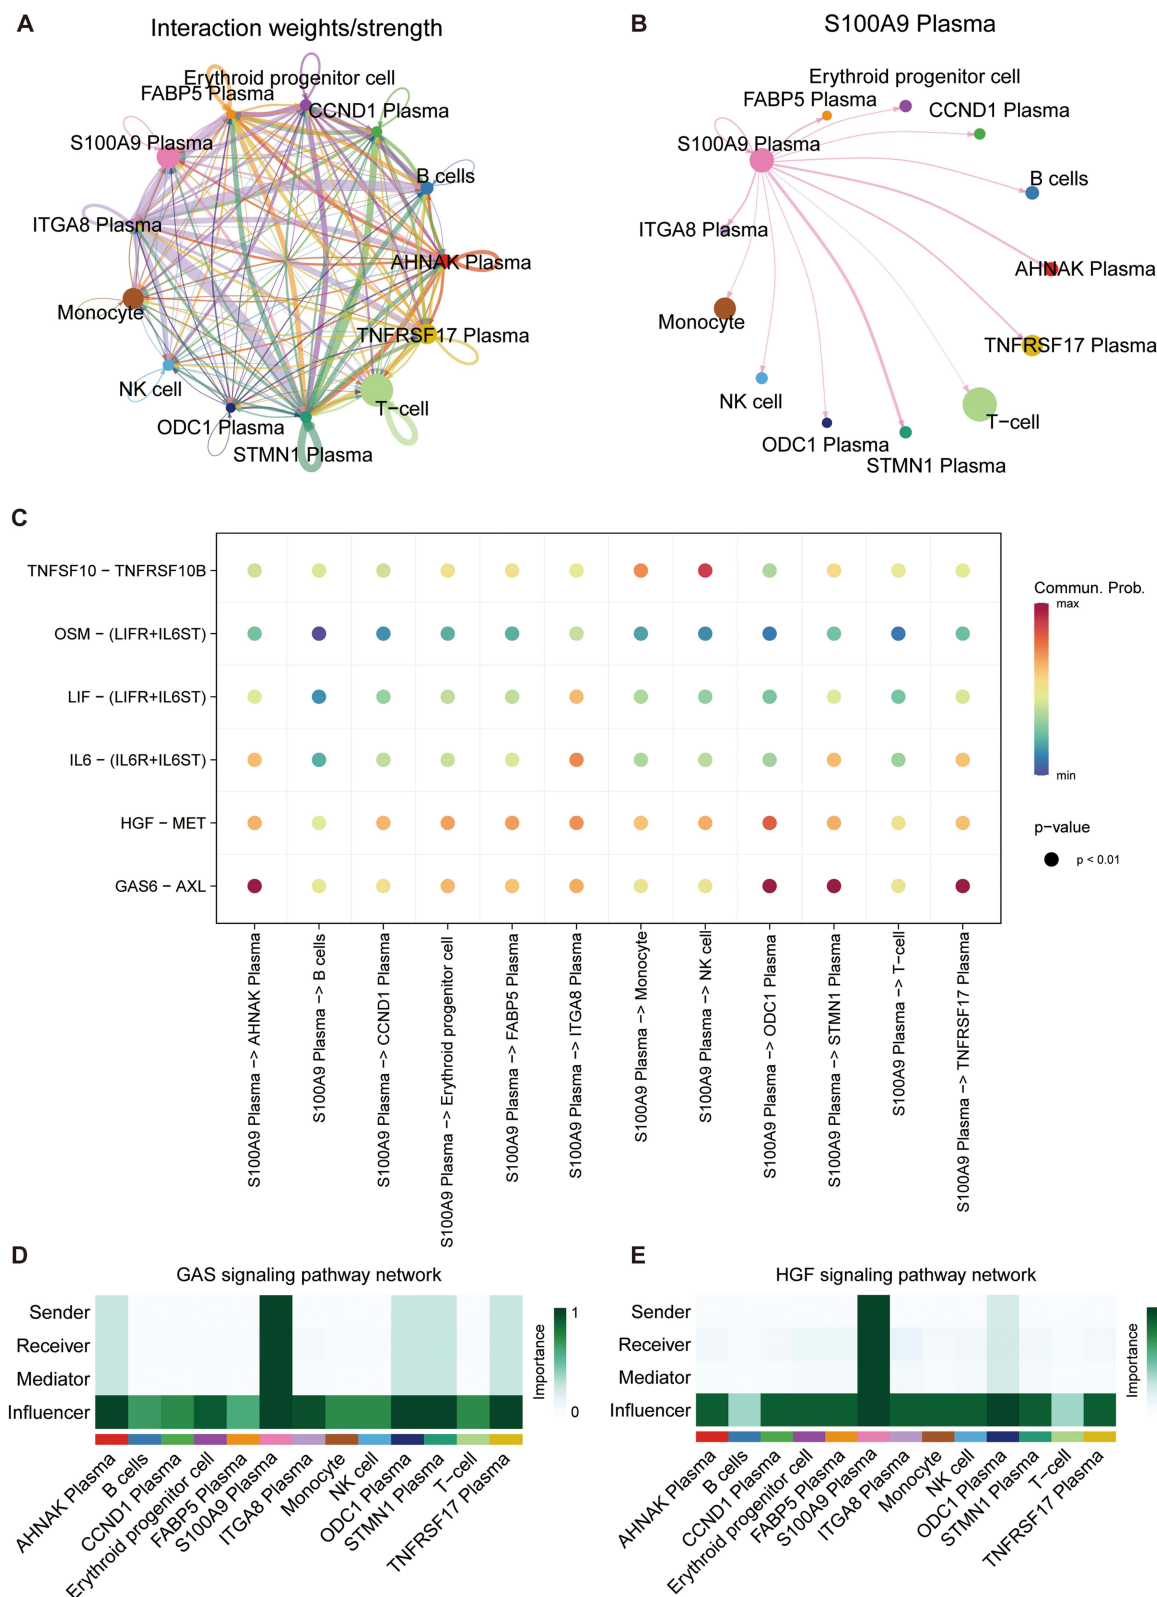 A
Interaction weights/strength
Erythroid progenitor cell
FABP5 Plasma
CCND1 Plasma
S100A9 Plasma
B cells
ITGA8 Plasma
AHNAK Plasma
Monocyte
TNFRSF17 Plasma
NK cell
T−cell
ODC1 Plasma
STMN1 Plasma
B
S100A9 Plasma
Erythroid progenitor cell
FABP5 Plasma
CCND1 Plasma
S100A9 Plasma
B cells
ITGA8 Plasma
AHNAK Plasma
Monocyte
TNFRSF17 Plasma
NK cell
T−cell
ODC1 Plasma
STMN1 Plasma
C
TNFSF10 − TNFRSF10B
OSM − (LIFR+IL6ST)
LIF − (LIFR+IL6ST)
IL6 − (IL6R+IL6ST)
HGF − MET
GAS6 − AXL
S100A9 Plasma −> AHNAK Plasma
S100A9 Plasma −> B cells
S100A9 Plasma −> CCND1 Plasma
S100A9 Plasma −> Erythroid progenitor cell
S100A9 Plasma −> FABP5 Plasma
S100A9 Plasma −> ITGA8 Plasma
S100A9 Plasma −> Monocyte
S100A9 Plasma −> NK cell
S100A9 Plasma −> ODC1 Plasma
S100A9 Plasma −> STMN1 Plasma
S100A9 Plasma −> T−cell
S100A9 Plasma −> TNFRSF17 Plasma
Commun. Prob.
max
min
p−value
p < 0.01
D
GAS signaling pathway network
Sender
Receiver
Mediator
Influencer
1
0
Importance
AHNAK Plasma
B cells
CCND1 Plasma
Erythroid progenitor cell
FABP5 Plasma
S100A9 Plasma
ITGA8 Plasma
Monocyte
NK cell
ODC1 Plasma
STMN1 Plasma
T−cell
TNFRSF17 Plasma
E
HGF signaling pathway network
Sender
Receiver
Mediator
Influencer
Importance
AHNAK Plasma
B cells
CCND1 Plasma
Erythroid progenitor cell
FABP5 Plasma
S100A9 Plasma
ITGA8 Plasma
Monocyte
NK cell
ODC1 Plasma
STMN1 Plasma
T−cell
TNFRSF17 Plasma